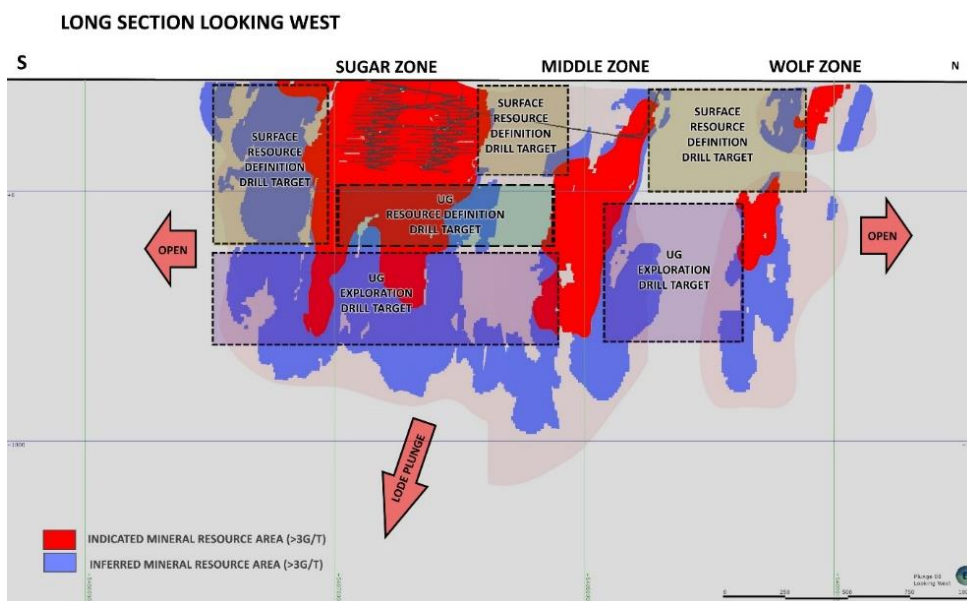 LONG SECTION LOOKING WEST
S
SUGAR ZONE
MIDDLE ZONE
WOLF ZONE
N
SURFACE
RESOURCE
DEFINITION
DRILL TARGET
SURFACE
RESOURCE
DEFINITION
DRILL TARGET
SURFACE
RESOURCE
DEFINITION
DRILL TARGET
UG
RESOURCE DEFINITION
DRILL TARGET
OPEN
OPEN
UG
EXPLORATION
DRILL TARGET
UG
EXPLORATION
DRILL TARGET
LODE PLUNGE
INDICATED MINERAL RESOURCE AREA (>3G/T)
INFERRED MINERAL RESOURCE AREA (>3G/T)
Looking West
0 250 500 750